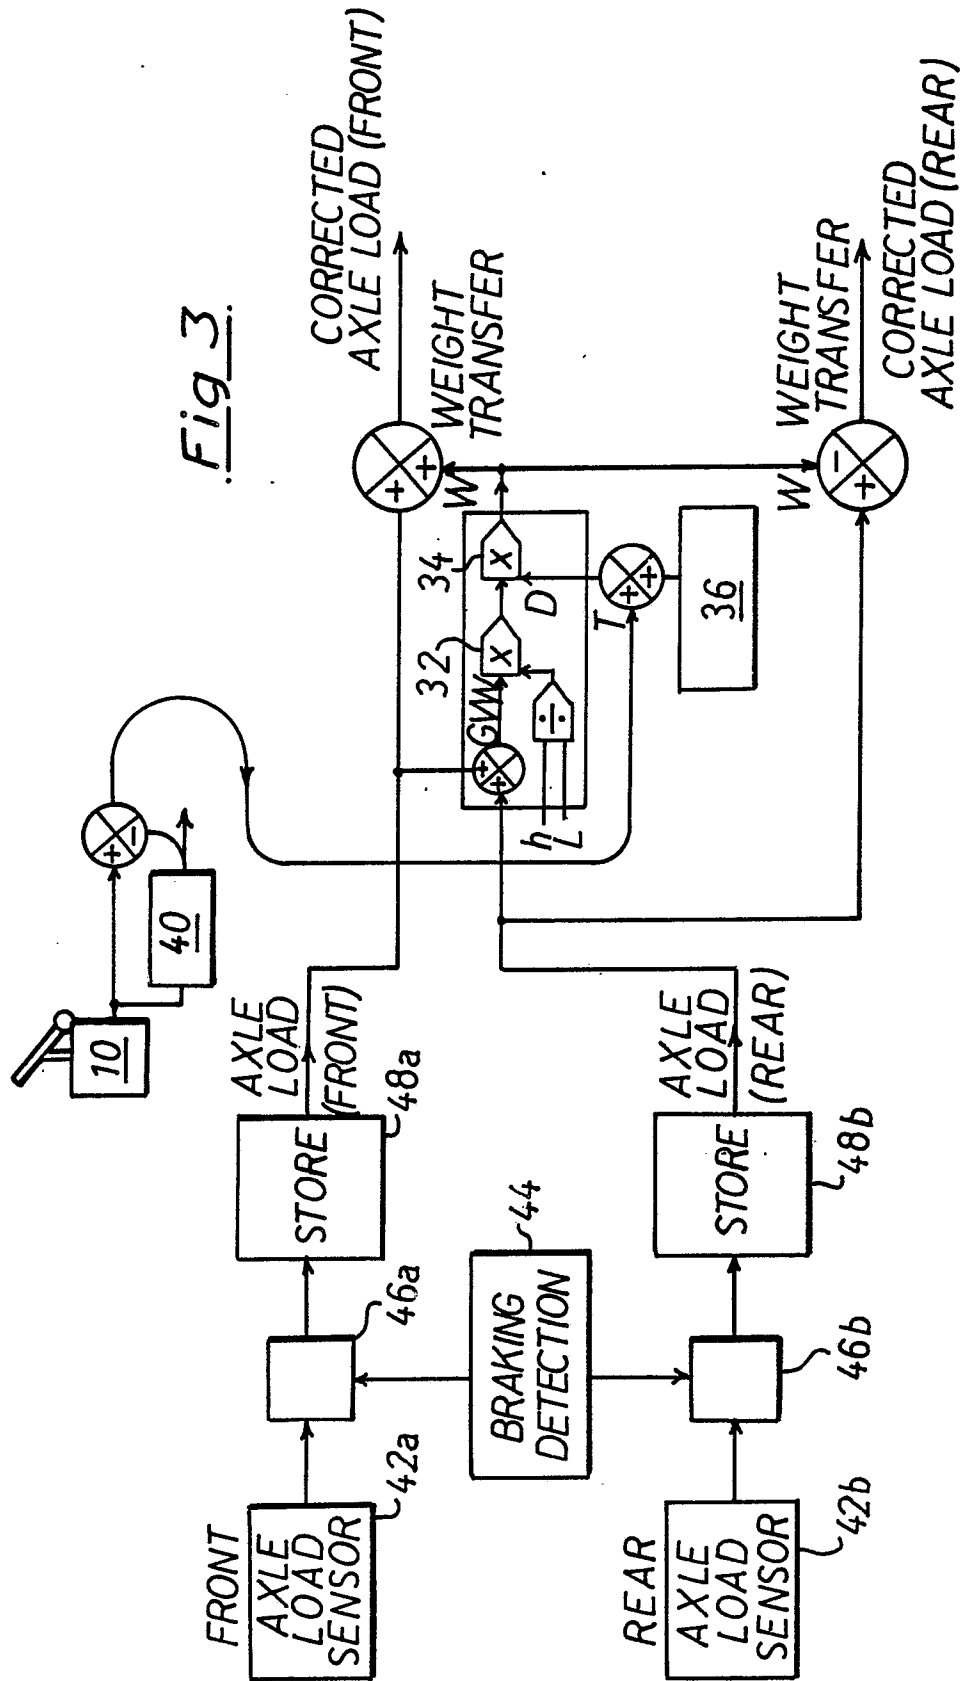 Fig 3.
CORRECTED
AXLE LOAD (FRONT)
WEIGHT
TRANSFER
W
+
+
34
X
32
X
GVW
+
+
÷
h
L
D
T
+
+
36
W
WEIGHT
TRANSFER
-
+
CORRECTED
AXLE LOAD (REAR)
+
-
40
10
AXLE
LOAD
(FRONT)
48a
STORE
46a
FRONT
AXLE
LOAD
SENSOR
42a
44
BRAKING
DETECTION
AXLE
LOAD
(REAR)
48b
STORE
46b
REAR
AXLE
LOAD
SENSOR
42b